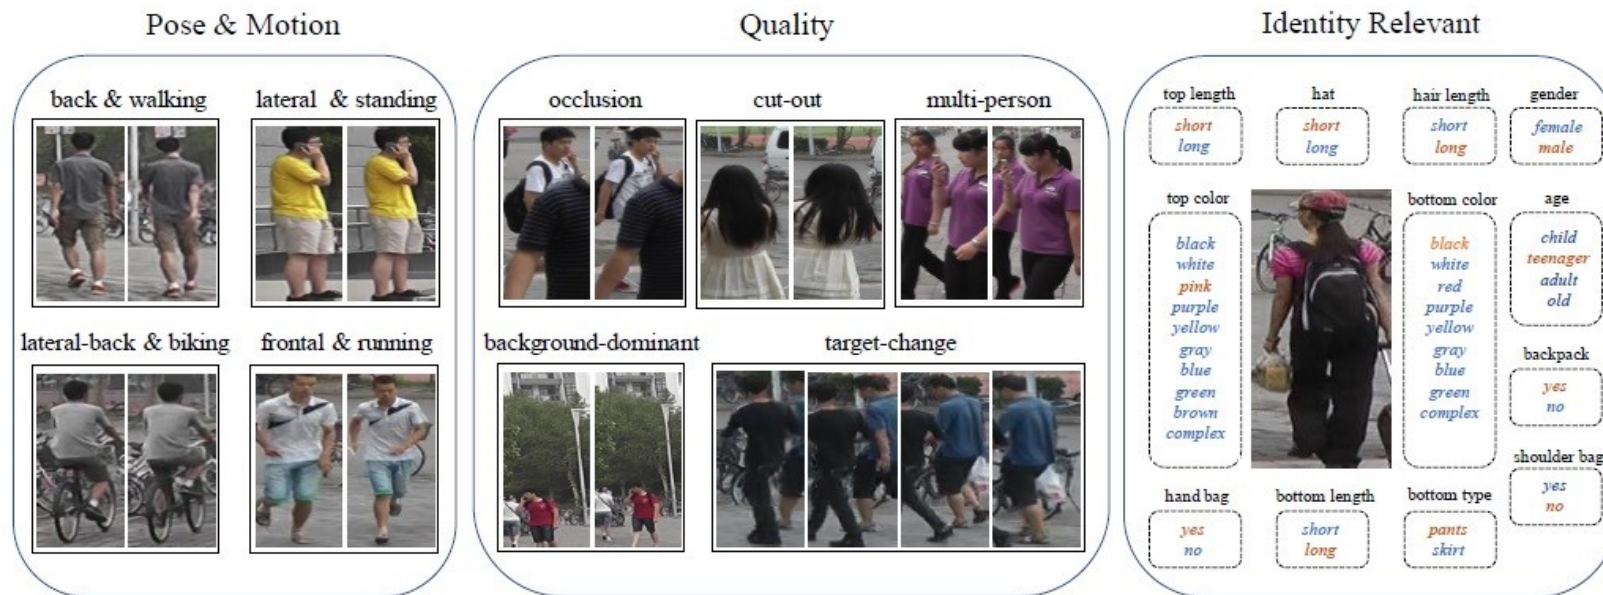 Pose & Motion
back & walking
lateral & standing
lateral-back & biking
frontal & running
Quality
occlusion
cut-out
multi-person
background-dominant
target-change
Identity Relevant
top length
short
long
hat
short
long
hair length
short
long
gender
female
male
top color
black
white
pink
purple
yellow
gray
blue
green
brown
complex
bottom color
black
white
red
purple
yellow
gray
blue
green
complex
age
child
teenager
adult
old
backpack
yes
no
shoulder bag
yes
no
hand bag
yes
no
bottom length
short
long
bottom type
pants
skirt